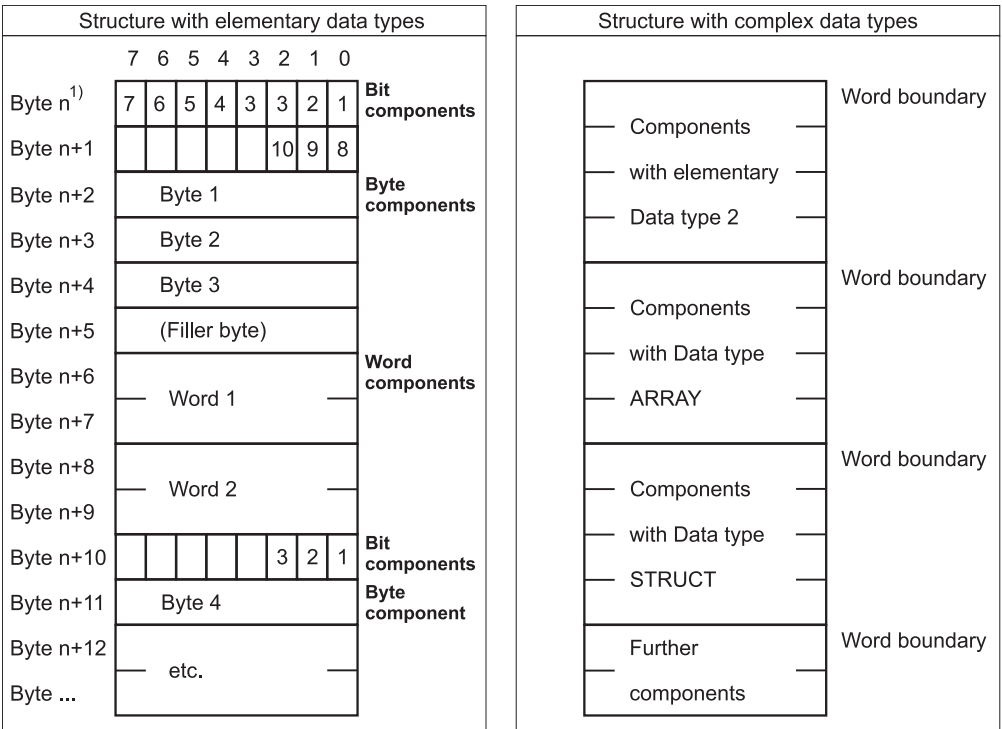 Structure with elementary data types
7 6 5 4 3 2 1 0
Byte n1) 7 6 5 4 3 3 2 1 Bit components
Byte n+1 10 9 8
Byte n+2 Byte 1 Byte components
Byte n+3 Byte 2
Byte n+4 Byte 3
Byte n+5 (Filler byte)
Byte n+6 Word components
Word 1
Byte n+7
Byte n+8
Word 2
Byte n+9
Byte n+10 3 2 1 Bit components
Byte n+11 Byte 4 Byte component
Byte n+12
etc.
Byte ...
Structure with complex data types
Word boundary
Components
with elementary
Data type 2
Word boundary
Components
with Data type
ARRAY
Word boundary
Components
with Data type
STRUCT
Word boundary
Further
components